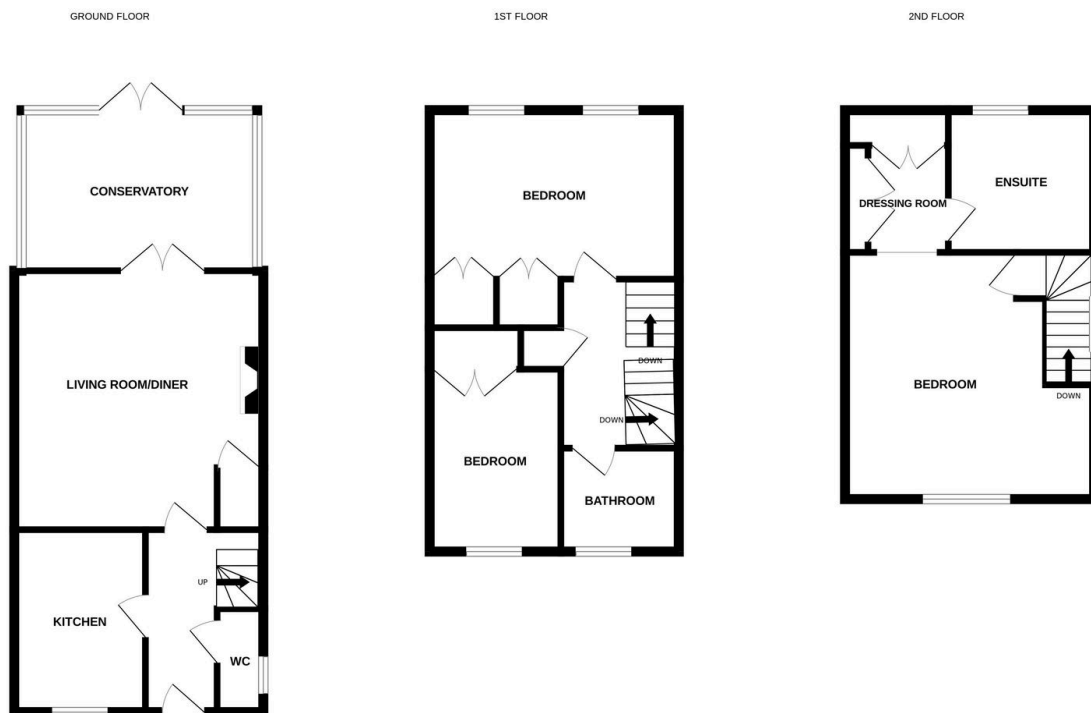 GROUND FLOOR
CONSERVATORY
LIVING ROOM/DINER
UP
KITCHEN
WC
1ST FLOOR
BEDROOM
DOWN
DOWN
BEDROOM
BATHROOM
2ND FLOOR
ENSUITE
DRESSING ROOM
BEDROOM
DOWN